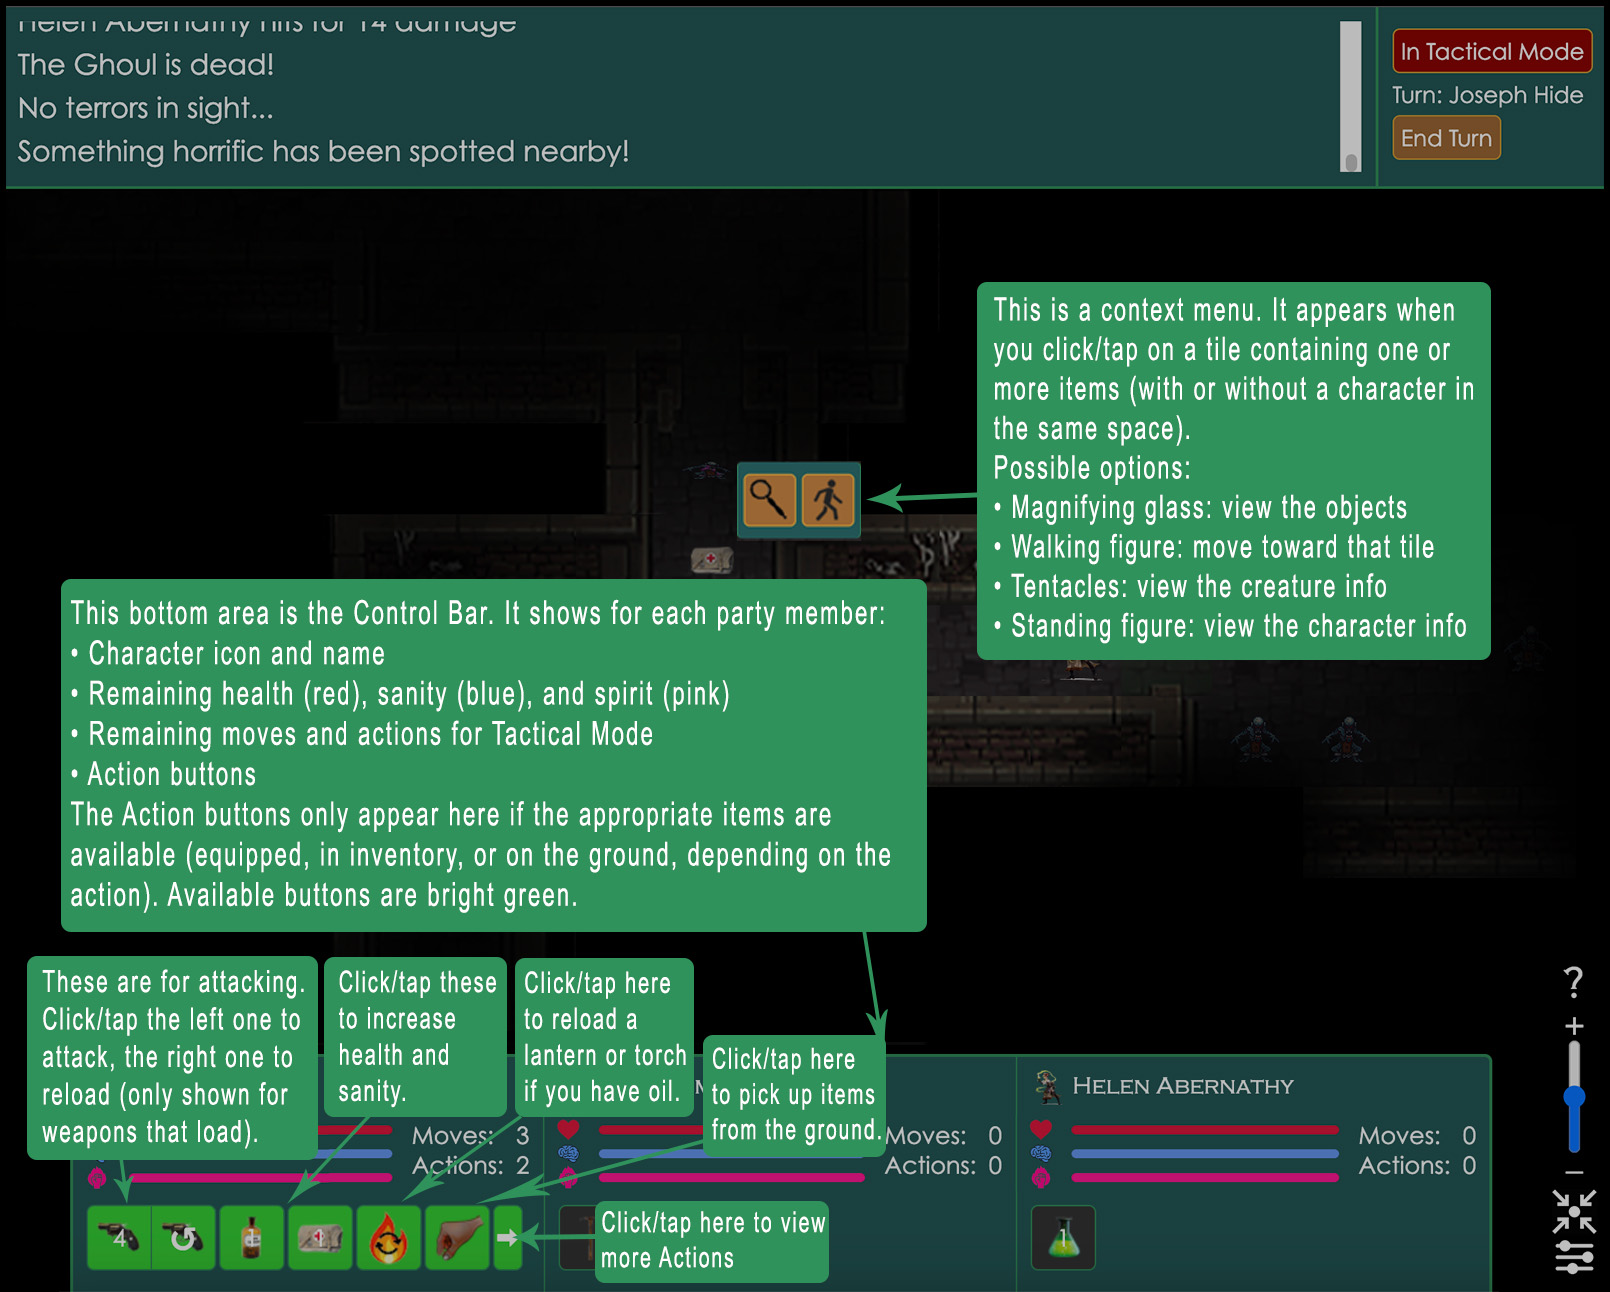 Helen Abernathy hits for 14 damage
The Ghoul is dead!
No terrors in sight...
Something horrific has been spotted nearby!
In Tactical Mode
Turn: Joseph Hide
End Turn
This is a context menu. It appears when
you click/tap on a tile containing one or
more items (with or without a character in
the same space).
Possible options:
• Magnifying glass: view the objects
• Walking figure: move toward that tile
• Tentacles: view the creature info
• Standing figure: view the character info
This bottom area is the Control Bar. It shows for each party member:
• Character icon and name
• Remaining health (red), sanity (blue), and spirit (pink)
• Remaining moves and actions for Tactical Mode
• Action buttons
The Action buttons only appear here if the appropriate items are
available (equipped, in inventory, or on the ground, depending on the
action). Available buttons are bright green.
These are for attacking.
Click/tap the left one to
attack, the right one to
reload (only shown for
weapons that load).
Click/tap these
to increase
health and
sanity.
Click/tap here
to reload a
lantern or torch
if you have oil.
Click/tap here
to pick up items
from the ground.
Moves: 3
Actions: 2
Moves: 0
Actions: 0
HELEN ABERNATHY
Moves: 0
Actions: 0
4
1
1
Click/tap here to view
more Actions
1
?
+
−